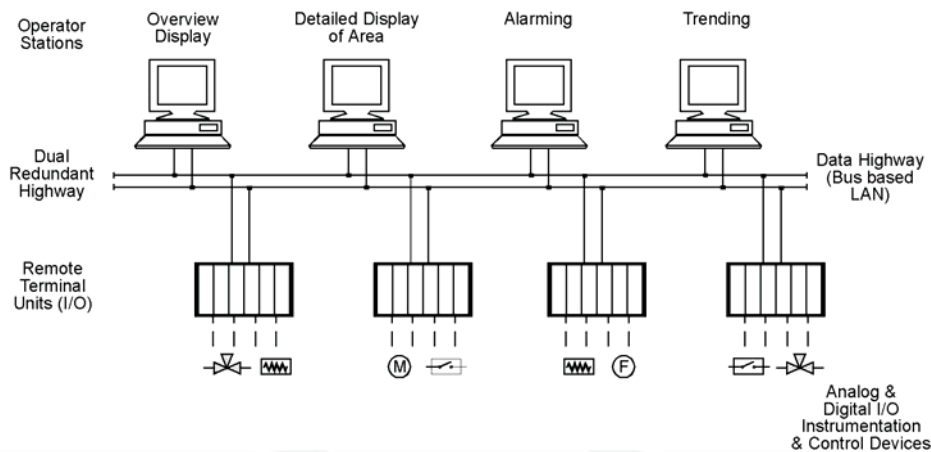 Operator
Stations
Overview
Display
Detailed Display
of Area
Alarming
Trending
Dual
Redundant
Highway
Data Highway
(Bus based
LAN)
Remote
Terminal
Units (I/O)
M
F
Analog &
Digital I/O
Instrumentation
& Control Devices